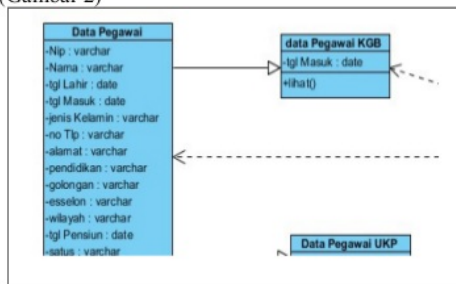 (Gambar 2)
Data Pegawai
-Nip : varchar
-Nama : varchar
-tgl Lahir : date
-tgl Masuk : date
-jenis Kelamin : varchar
-no Tlp : varchar
-alamat : varchar
-pendidikan : varchar
-golongan : varchar
-esselon : varchar
-wilayah : varchar
-tgl Pensiun : date
-satus : varchar
data Pegawai KGB
-tgl Masuk : date
+lihat()
Data Pegawai UKP